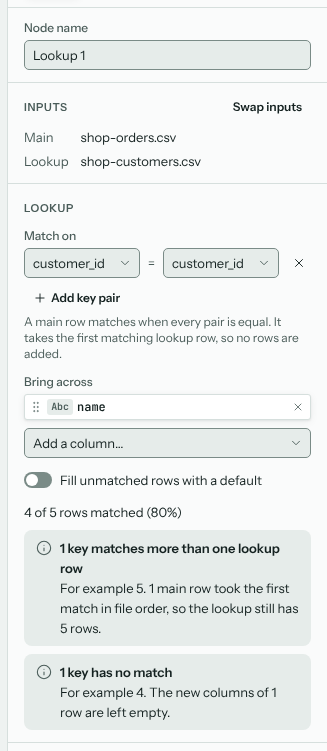 Node name
Lookup 1
INPUTS
Swap inputs
Main shop-orders.csv
Lookup shop-customers.csv
LOOKUP
Match on
customer_id = customer_id
Add key pair
A main row matches when every pair is equal. It
takes the first matching lookup row, so no rows are
added.
Bring across
Abc name
Add a column...
Fill unmatched rows with a default
4 of 5 rows matched (80%)
1 key matches more than one lookup
row
For example 5. 1 main row took the first
match in file order, so the lookup still has
5 rows.
1 key has no match
For example 4. The new columns of 1
row are left empty.